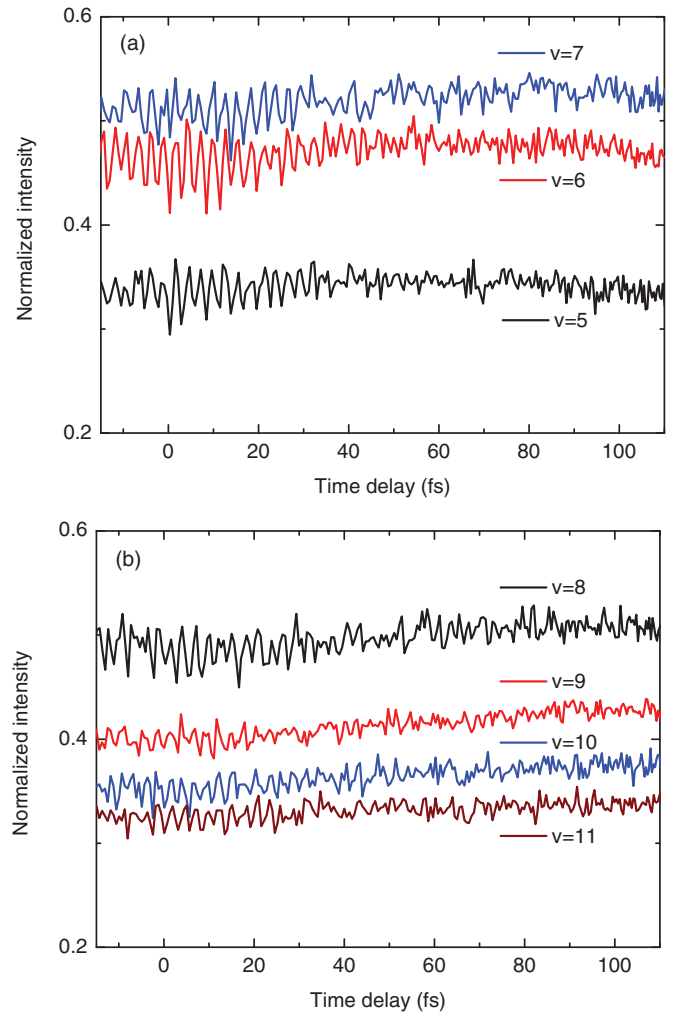 (a)
v=7
v=6
v=5
0.6
0.4
0.2
Normalized intensity
0 20 40 60 80 100
Time delay (fs)
(b)
v=8
v=9
v=10
v=11
0.6
0.4
0.2
Normalized intensity
0 20 40 60 80 100
Time delay (fs)